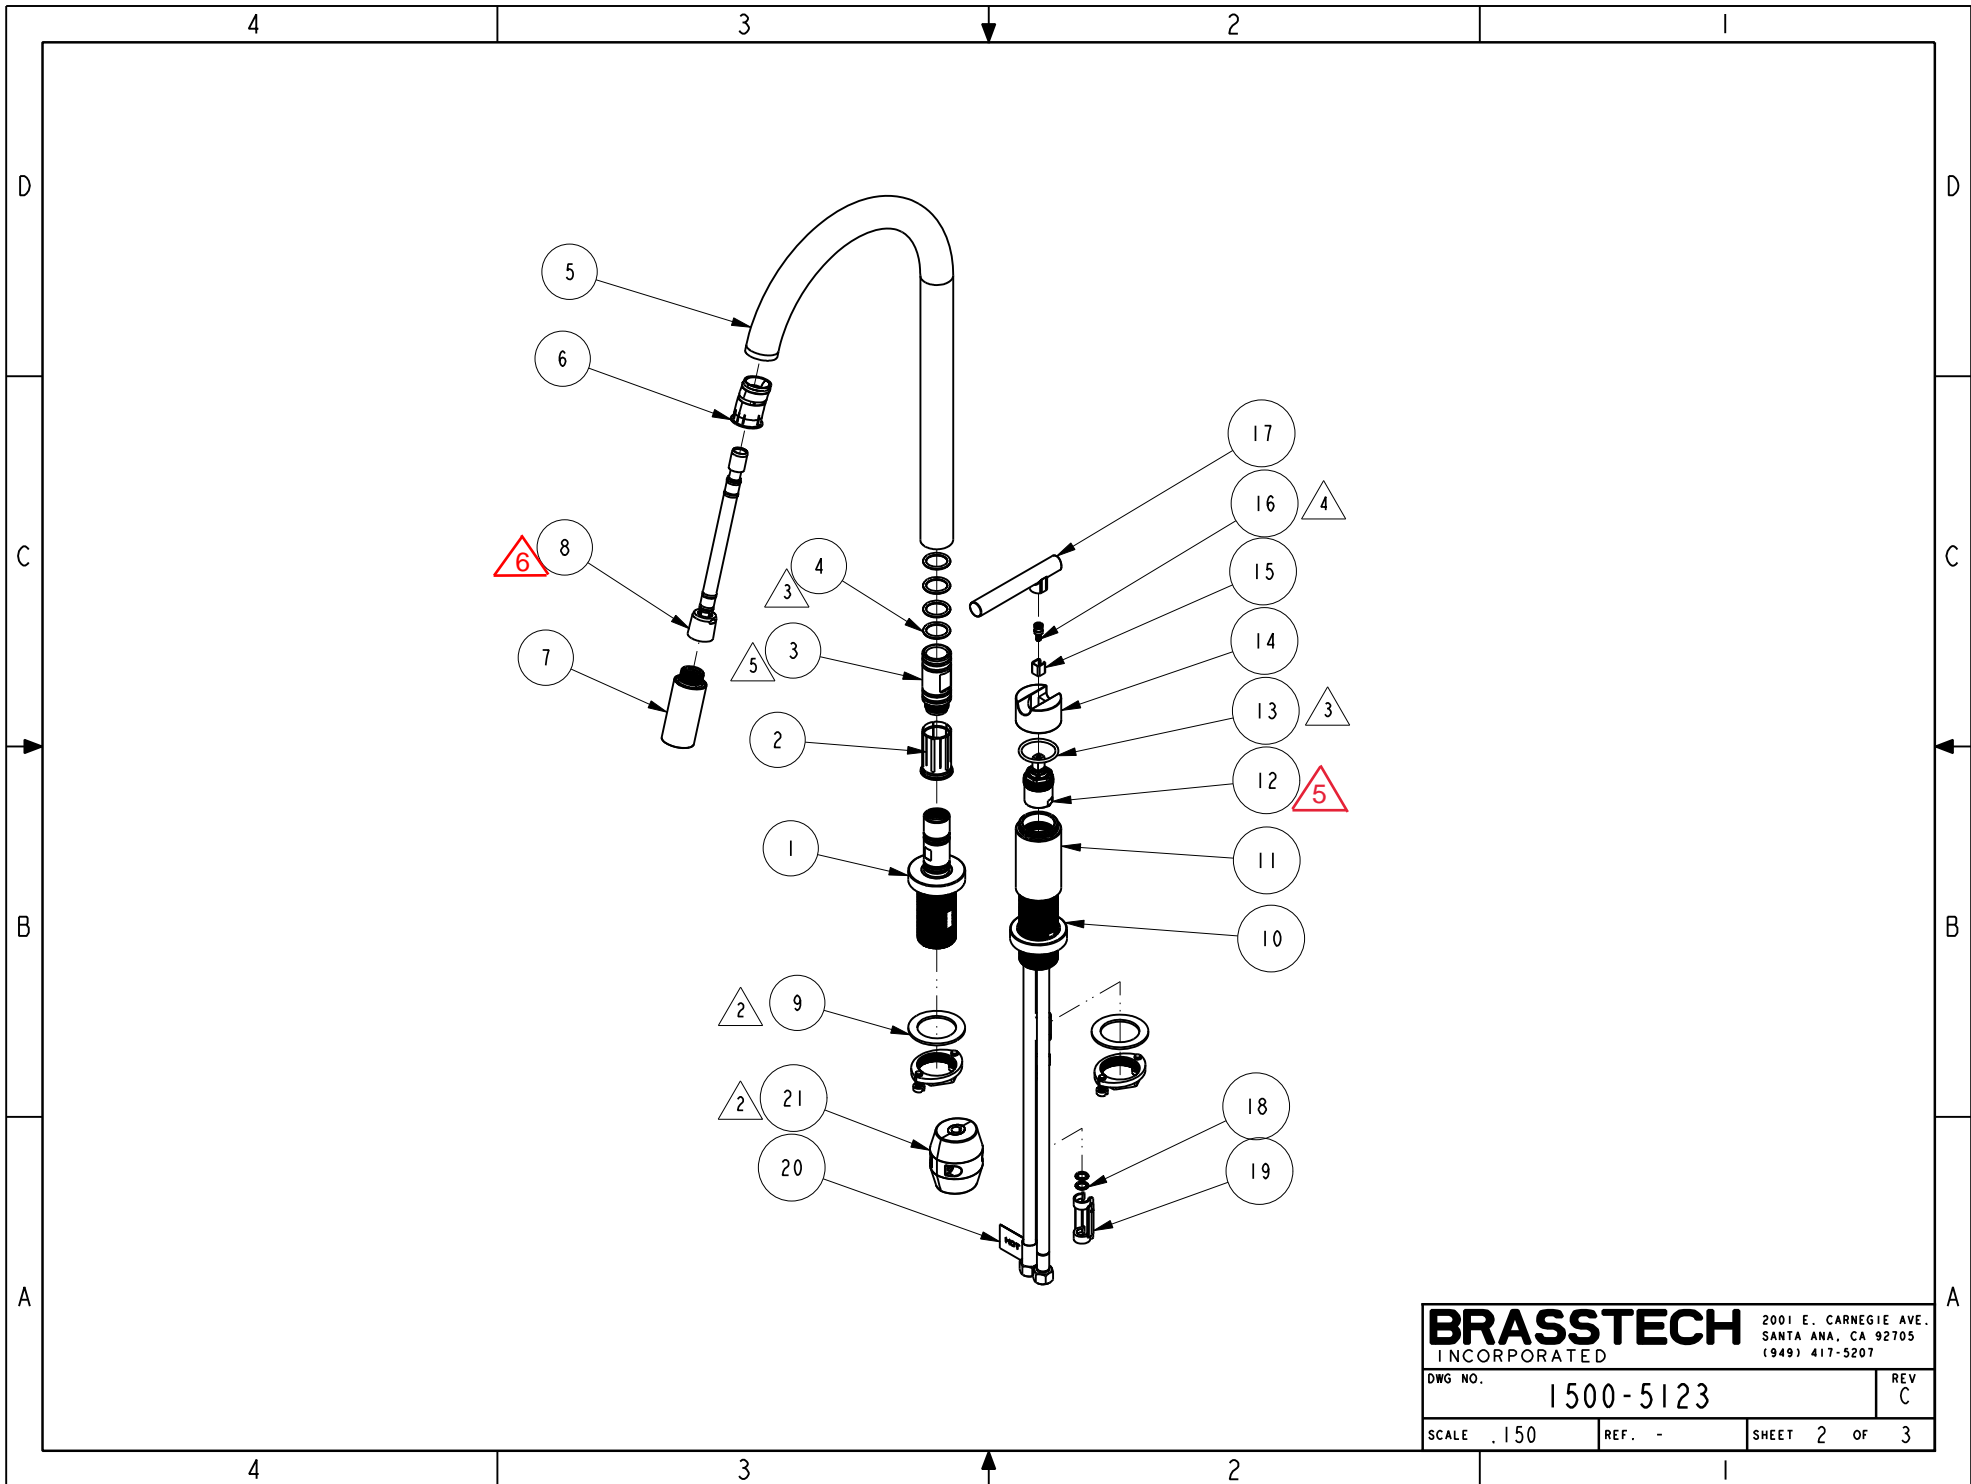 4 3 2 1
D D
5
6
17
16 4
15
C C
6 8
4
3
14
3
5
7
13 3
2
12 5
1
11
B B
10
2 9
2 21
18
20
19
HOT
A A
BRASSTECH
INCORPORATED
2001 E. CARNEGIE AVE.
SANTA ANA, CA 92705
(949) 417-5207
DWG NO.
1500-5123
REV
C
SCALE .150
REF. -
SHEET 2 OF 3
4 3 2 1